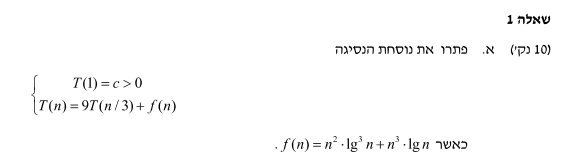 שאלה 1
(10 נק') א. פתרו את נוסחת הנסיגה
T(1) = c > 0
T(n) = 9T(n/3) + f(n)
כאשר f(n) = n² · lg³ n + n³ · lg n .